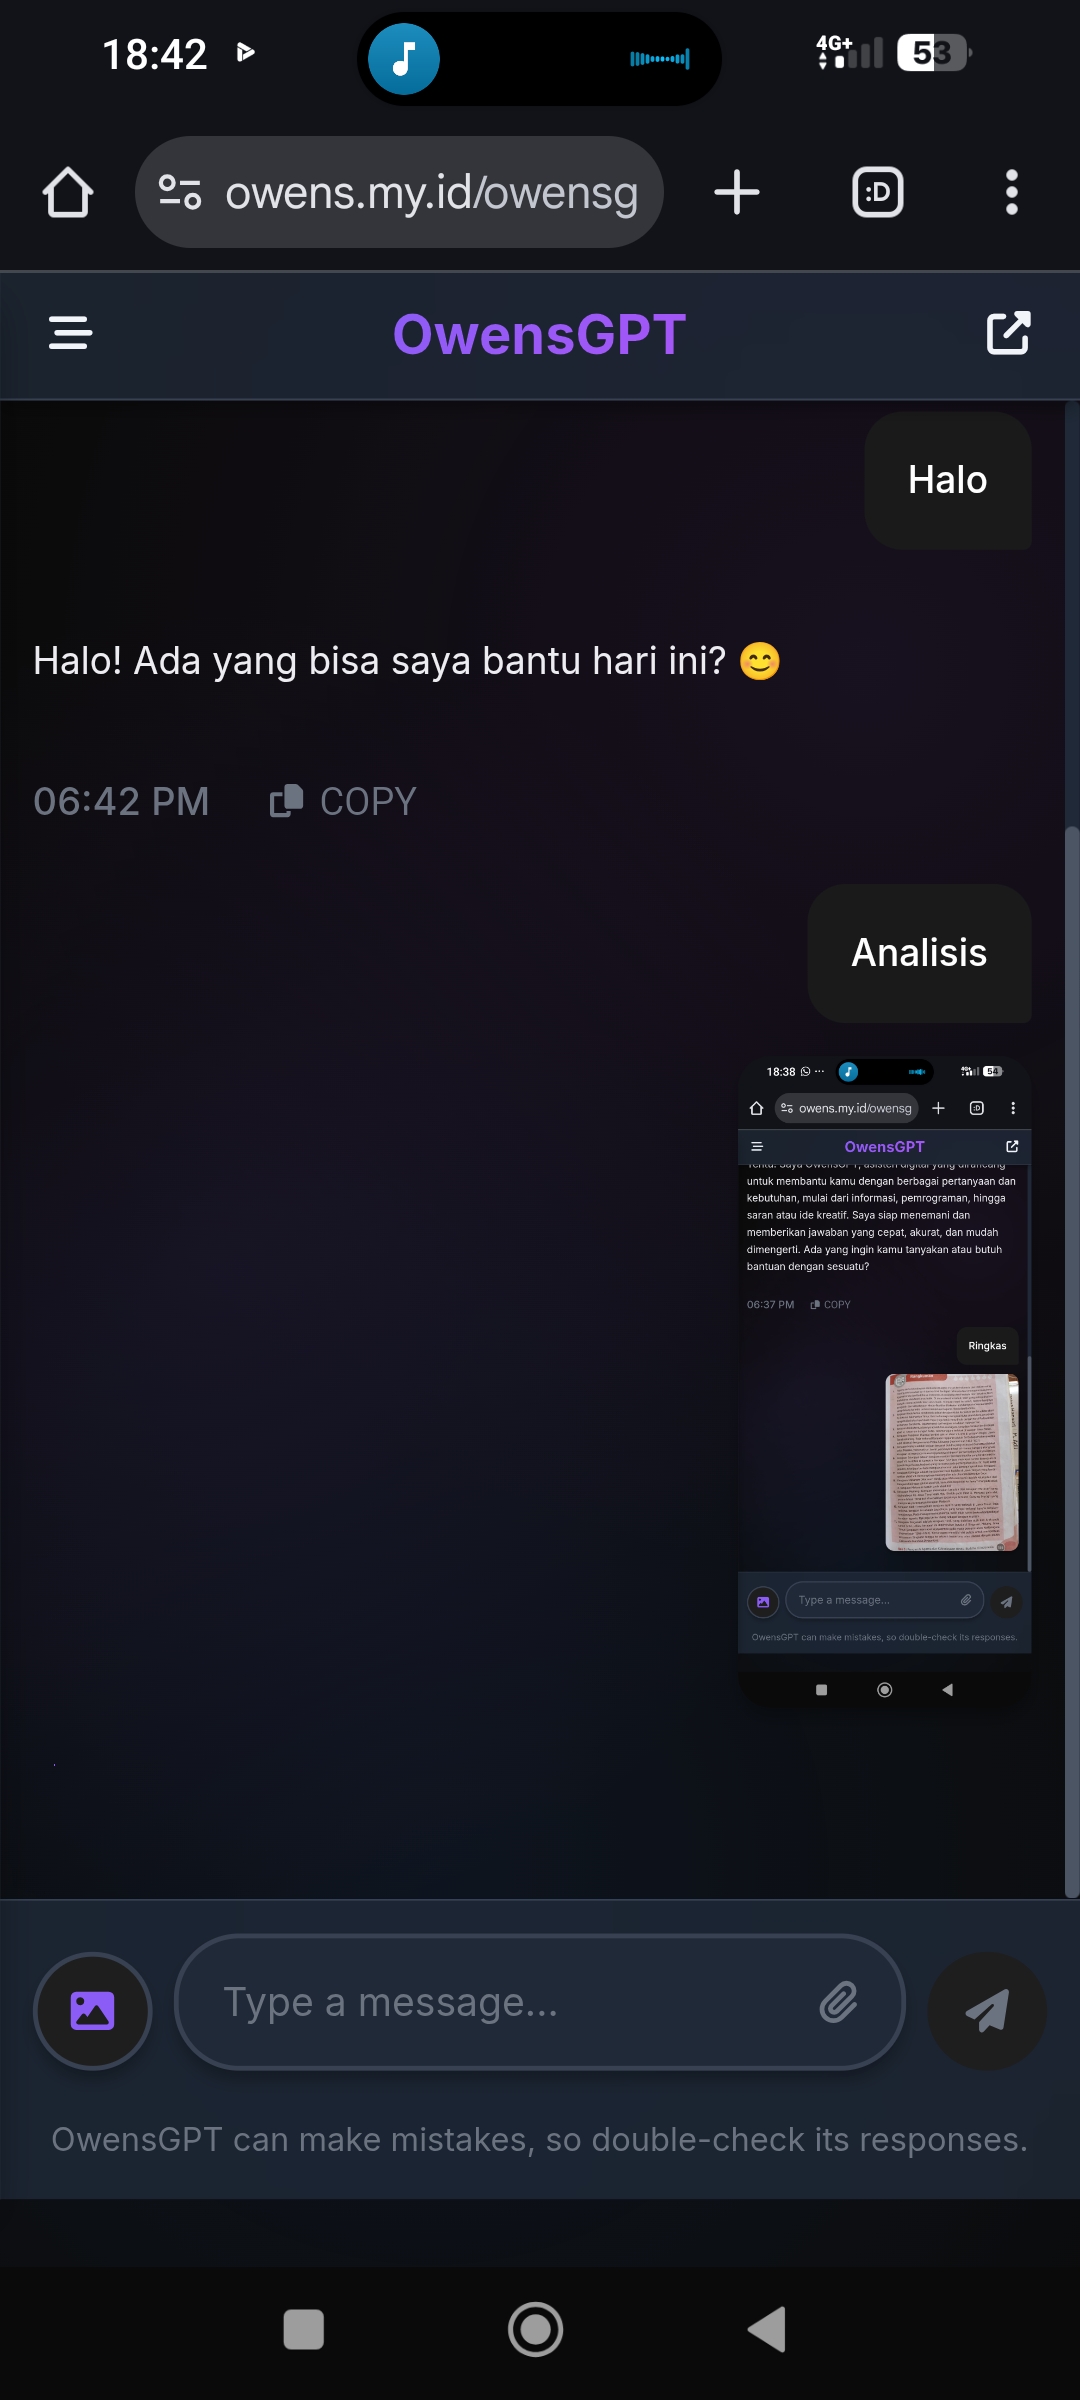 18:42
4G+
53
owens.my.id/owensg
:D
OwensGPT
Halo
Halo! Ada yang bisa saya bantu hari ini? 😊
06:42 PM COPY
Analisis
18:38 ...
54
owens.my.id/owensg
:D
OwensGPT
untuk membantu kamu dengan berbagai pertanyaan dan
kebutuhan, mulai dari informasi, pemrograman, hingga
saran atau ide kreatif. Saya siap menemani dan
memberikan jawaban yang cepat, akurat, dan mudah
dimengerti. Ada yang ingin kamu tanyakan atau butuh
bantuan dengan sesuatu?
06:37 PM COPY
Ringkas
Type a message...
OwensGPT can make mistakes, so double-check its responses.
Type a message...
OwensGPT can make mistakes, so double-check its responses.